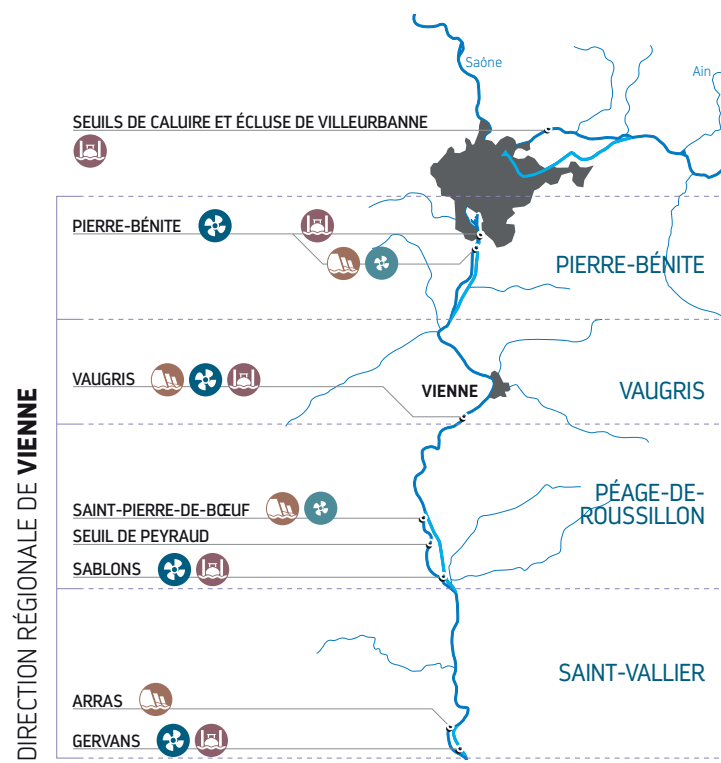 Saône
Ain
SEUILS DE CALUIRE ET ÉCLUSE DE VILLEURBANNE
PIERRE-BÉNITE
PIERRE-BÉNITE
VAUGRIS
VIENNE
VAUGRIS
DIRECTION RÉGIONALE DE VIENNE
SAINT-PIERRE-DE-BŒUF
SEUIL DE PEYRAUD
SABLONS
PÉAGE-DE-
ROUSSILLON
SAINT-VALLIER
ARRAS
GERVANS